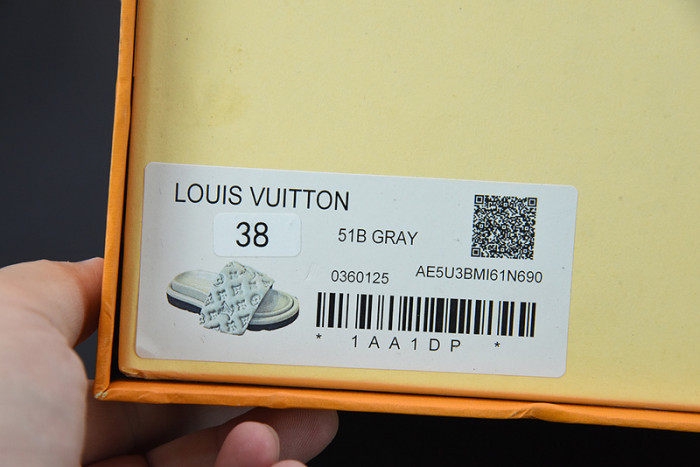 LOUIS VUITTON
38
51B GRAY
0360125 AE5U3BMI61N690
* 1AA1DP *